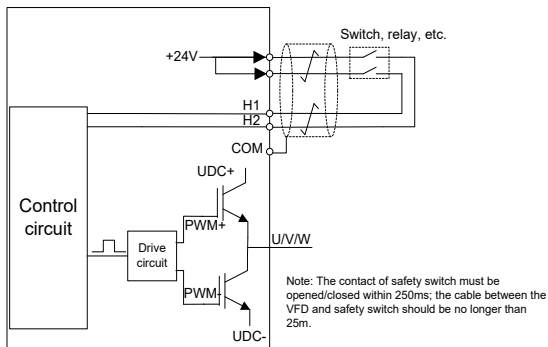 Switch, relay, etc.
+24V
H1
H2
COM
UDC+
Control
circuit
PWM+
Drive
circuit
U/V/W
PWM-
UDC-
Note: The contact of safety switch must be
opened/closed within 250ms; the cable between the
VFD and safety switch should be no longer than
25m.